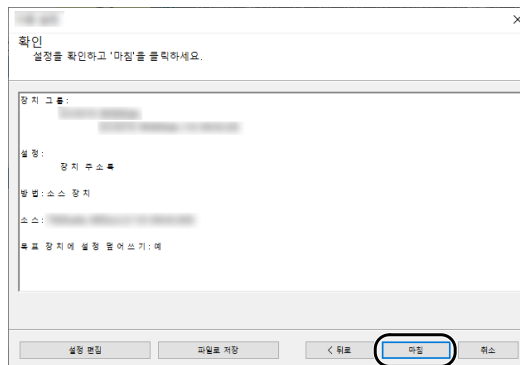 확인
설정을 확인하고 '마침'을 클릭하세요.
장치 그룹:
설정:
장치 주소록
방법:소스 장치
소스:
목표 장치에 설정 덮어쓰기:예
설정 편집
파일로 저장
< 뒤로
마침
취소